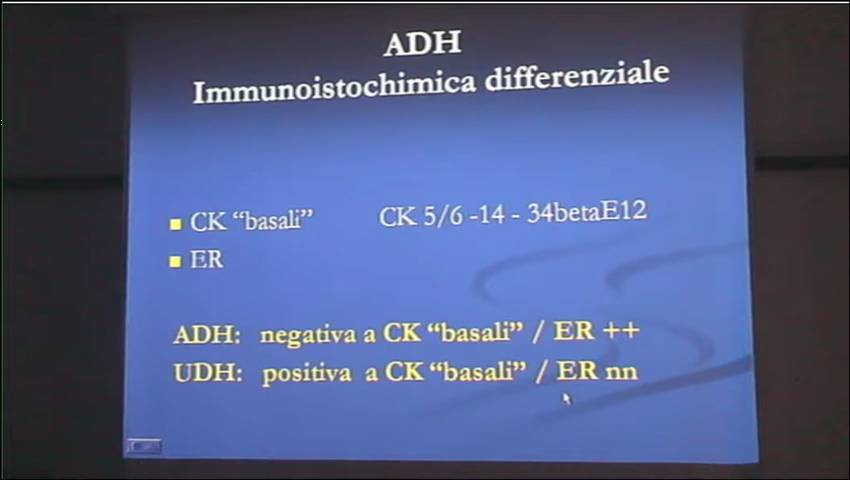 ADH
Immunoistochimica differenziale
CK “basali” CK 5/6 -14 - 34betaE12
ER
ADH: negativa a CK “basali” / ER ++
UDH: positiva a CK “basali” / ER nn